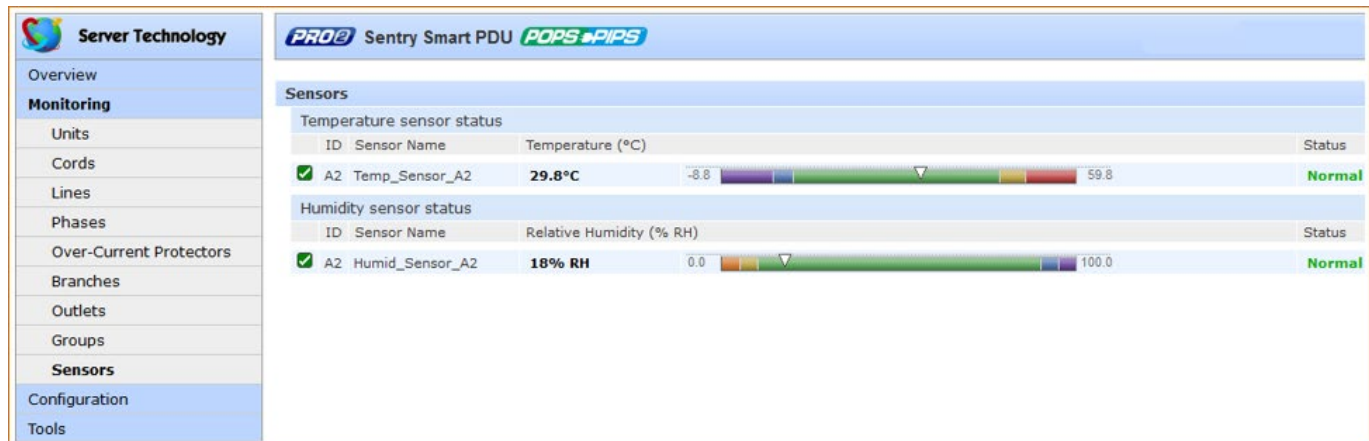 Server Technology
PRO2 Sentry Smart PDU POPS PIPS
Overview
Monitoring
Units
Cords
Lines
Phases
Over-Current Protectors
Branches
Outlets
Groups
Sensors
Configuration
Tools
Sensors
Temperature sensor status
ID Sensor Name Temperature (°C) Status
A2 Temp_Sensor_A2 29.8°C -8.8 59.8 Normal
Humidity sensor status
ID Sensor Name Relative Humidity (% RH) Status
A2 Humid_Sensor_A2 18% RH 0.0 100.0 Normal